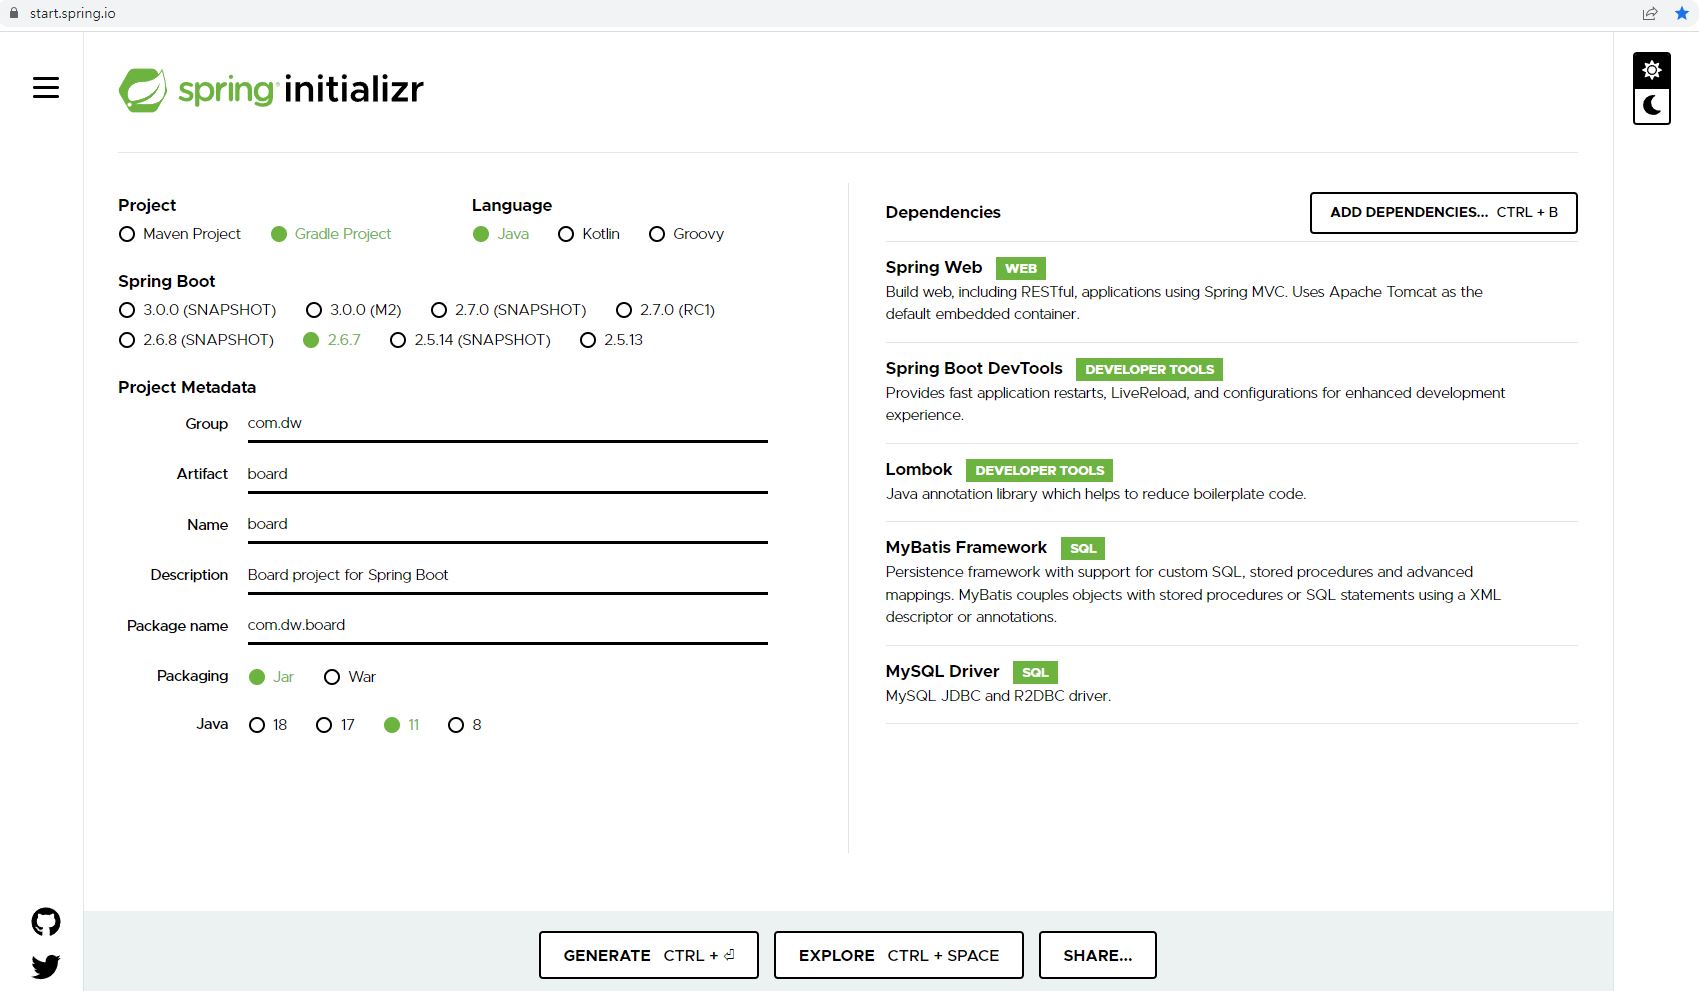 start.spring.io
spring initializr
Project
Maven Project Gradle Project
Language
Java Kotlin Groovy
Spring Boot
3.0.0 (SNAPSHOT) 3.0.0 (M2) 2.7.0 (SNAPSHOT) 2.7.0 (RC1)
2.6.8 (SNAPSHOT) 2.6.7 2.5.14 (SNAPSHOT) 2.5.13
Project Metadata
Group com.dw
Artifact board
Name board
Description Board project for Spring Boot
Package name com.dw.board
Packaging Jar War
Java 18 17 11 8
Dependencies
ADD DEPENDENCIES... CTRL + B
Spring Web WEB
Build web, including RESTful, applications using Spring MVC. Uses Apache Tomcat as the
default embedded container.
Spring Boot DevTools DEVELOPER TOOLS
Provides fast application restarts, LiveReload, and configurations for enhanced development
experience.
Lombok DEVELOPER TOOLS
Java annotation library which helps to reduce boilerplate code.
MyBatis Framework SQL
Persistence framework with support for custom SQL, stored procedures and advanced
mappings. MyBatis couples objects with stored procedures or SQL statements using a XML
descriptor or annotations.
MySQL Driver SQL
MySQL JDBC and R2DBC driver.
GENERATE CTRL + ⏎
EXPLORE CTRL + SPACE
SHARE...